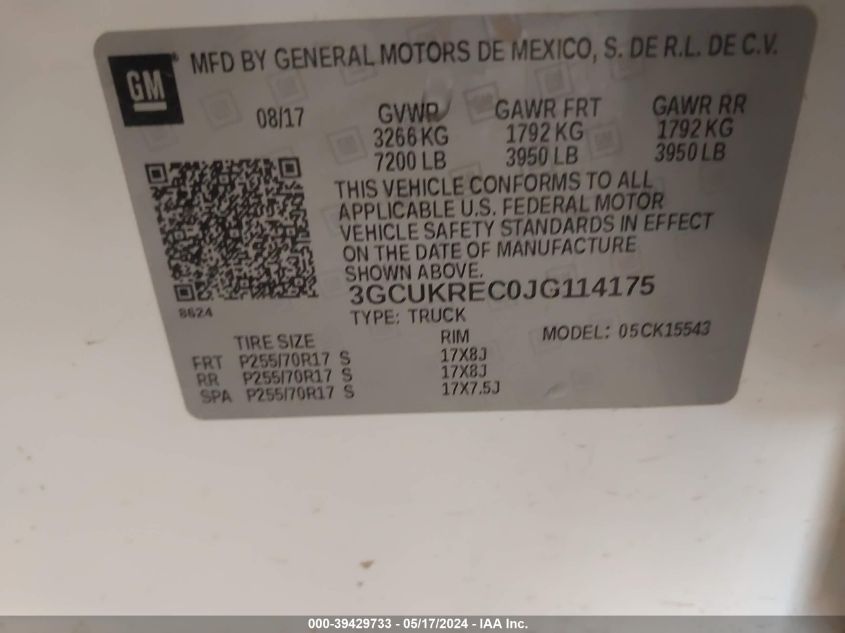 GM
MFD BY GENERAL MOTORS DE MEXICO, S. DE R.L. DE C.V.
08/17 GVWR GAWR FRT GAWR RR
3266 KG 1792 KG 1792 KG
7200 LB 3950 LB 3950 LB
THIS VEHICLE CONFORMS TO ALL
APPLICABLE U.S. FEDERAL MOTOR
VEHICLE SAFETY STANDARDS IN EFFECT
ON THE DATE OF MANUFACTURE
SHOWN ABOVE.
3GCUKREC0JG114175
8624
TYPE: TRUCK
TIRE SIZE RIM MODEL: 05CK15543
FRT P255/70R17 S 17X8J
RR P255/70R17 S 17X8J
SPA P255/70R17 S 17X7.5J
000-39429733 - 05/17/2024 - IAA Inc.